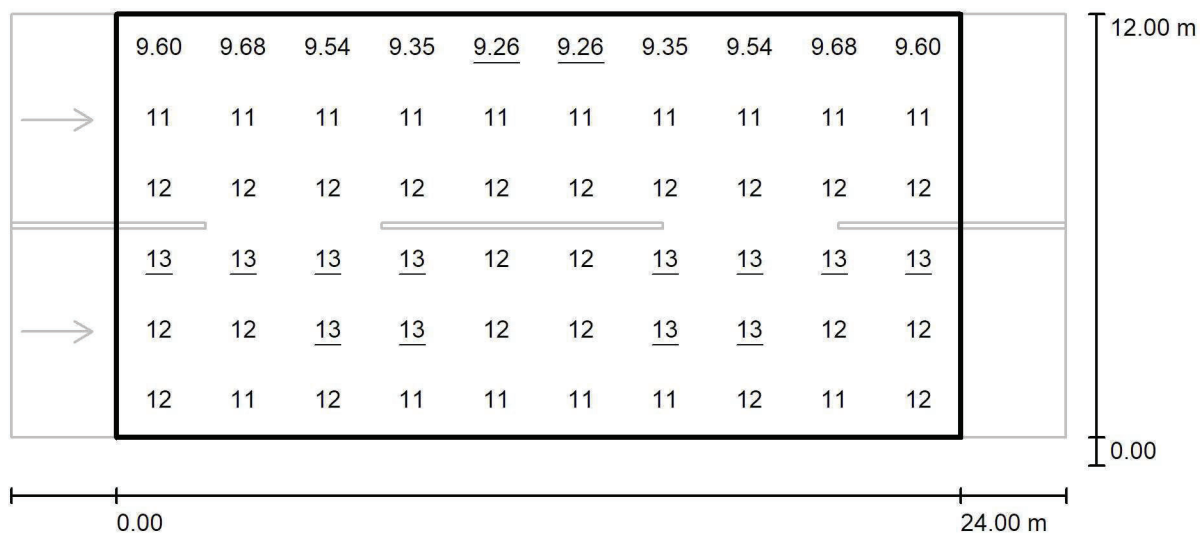 9.60 9.68 9.54 9.35 9.26 9.26 9.35 9.54 9.68 9.60
12.00 m
11 11 11 11 11 11 11 11 11 11
12 12 12 12 12 12 12 12 12 12
13 13 13 13 12 12 13 13 13 13
12 12 13 13 12 12 13 13 12 12
12 11 12 11 11 11 11 12 11 12
0.00
0.00 24.00 m